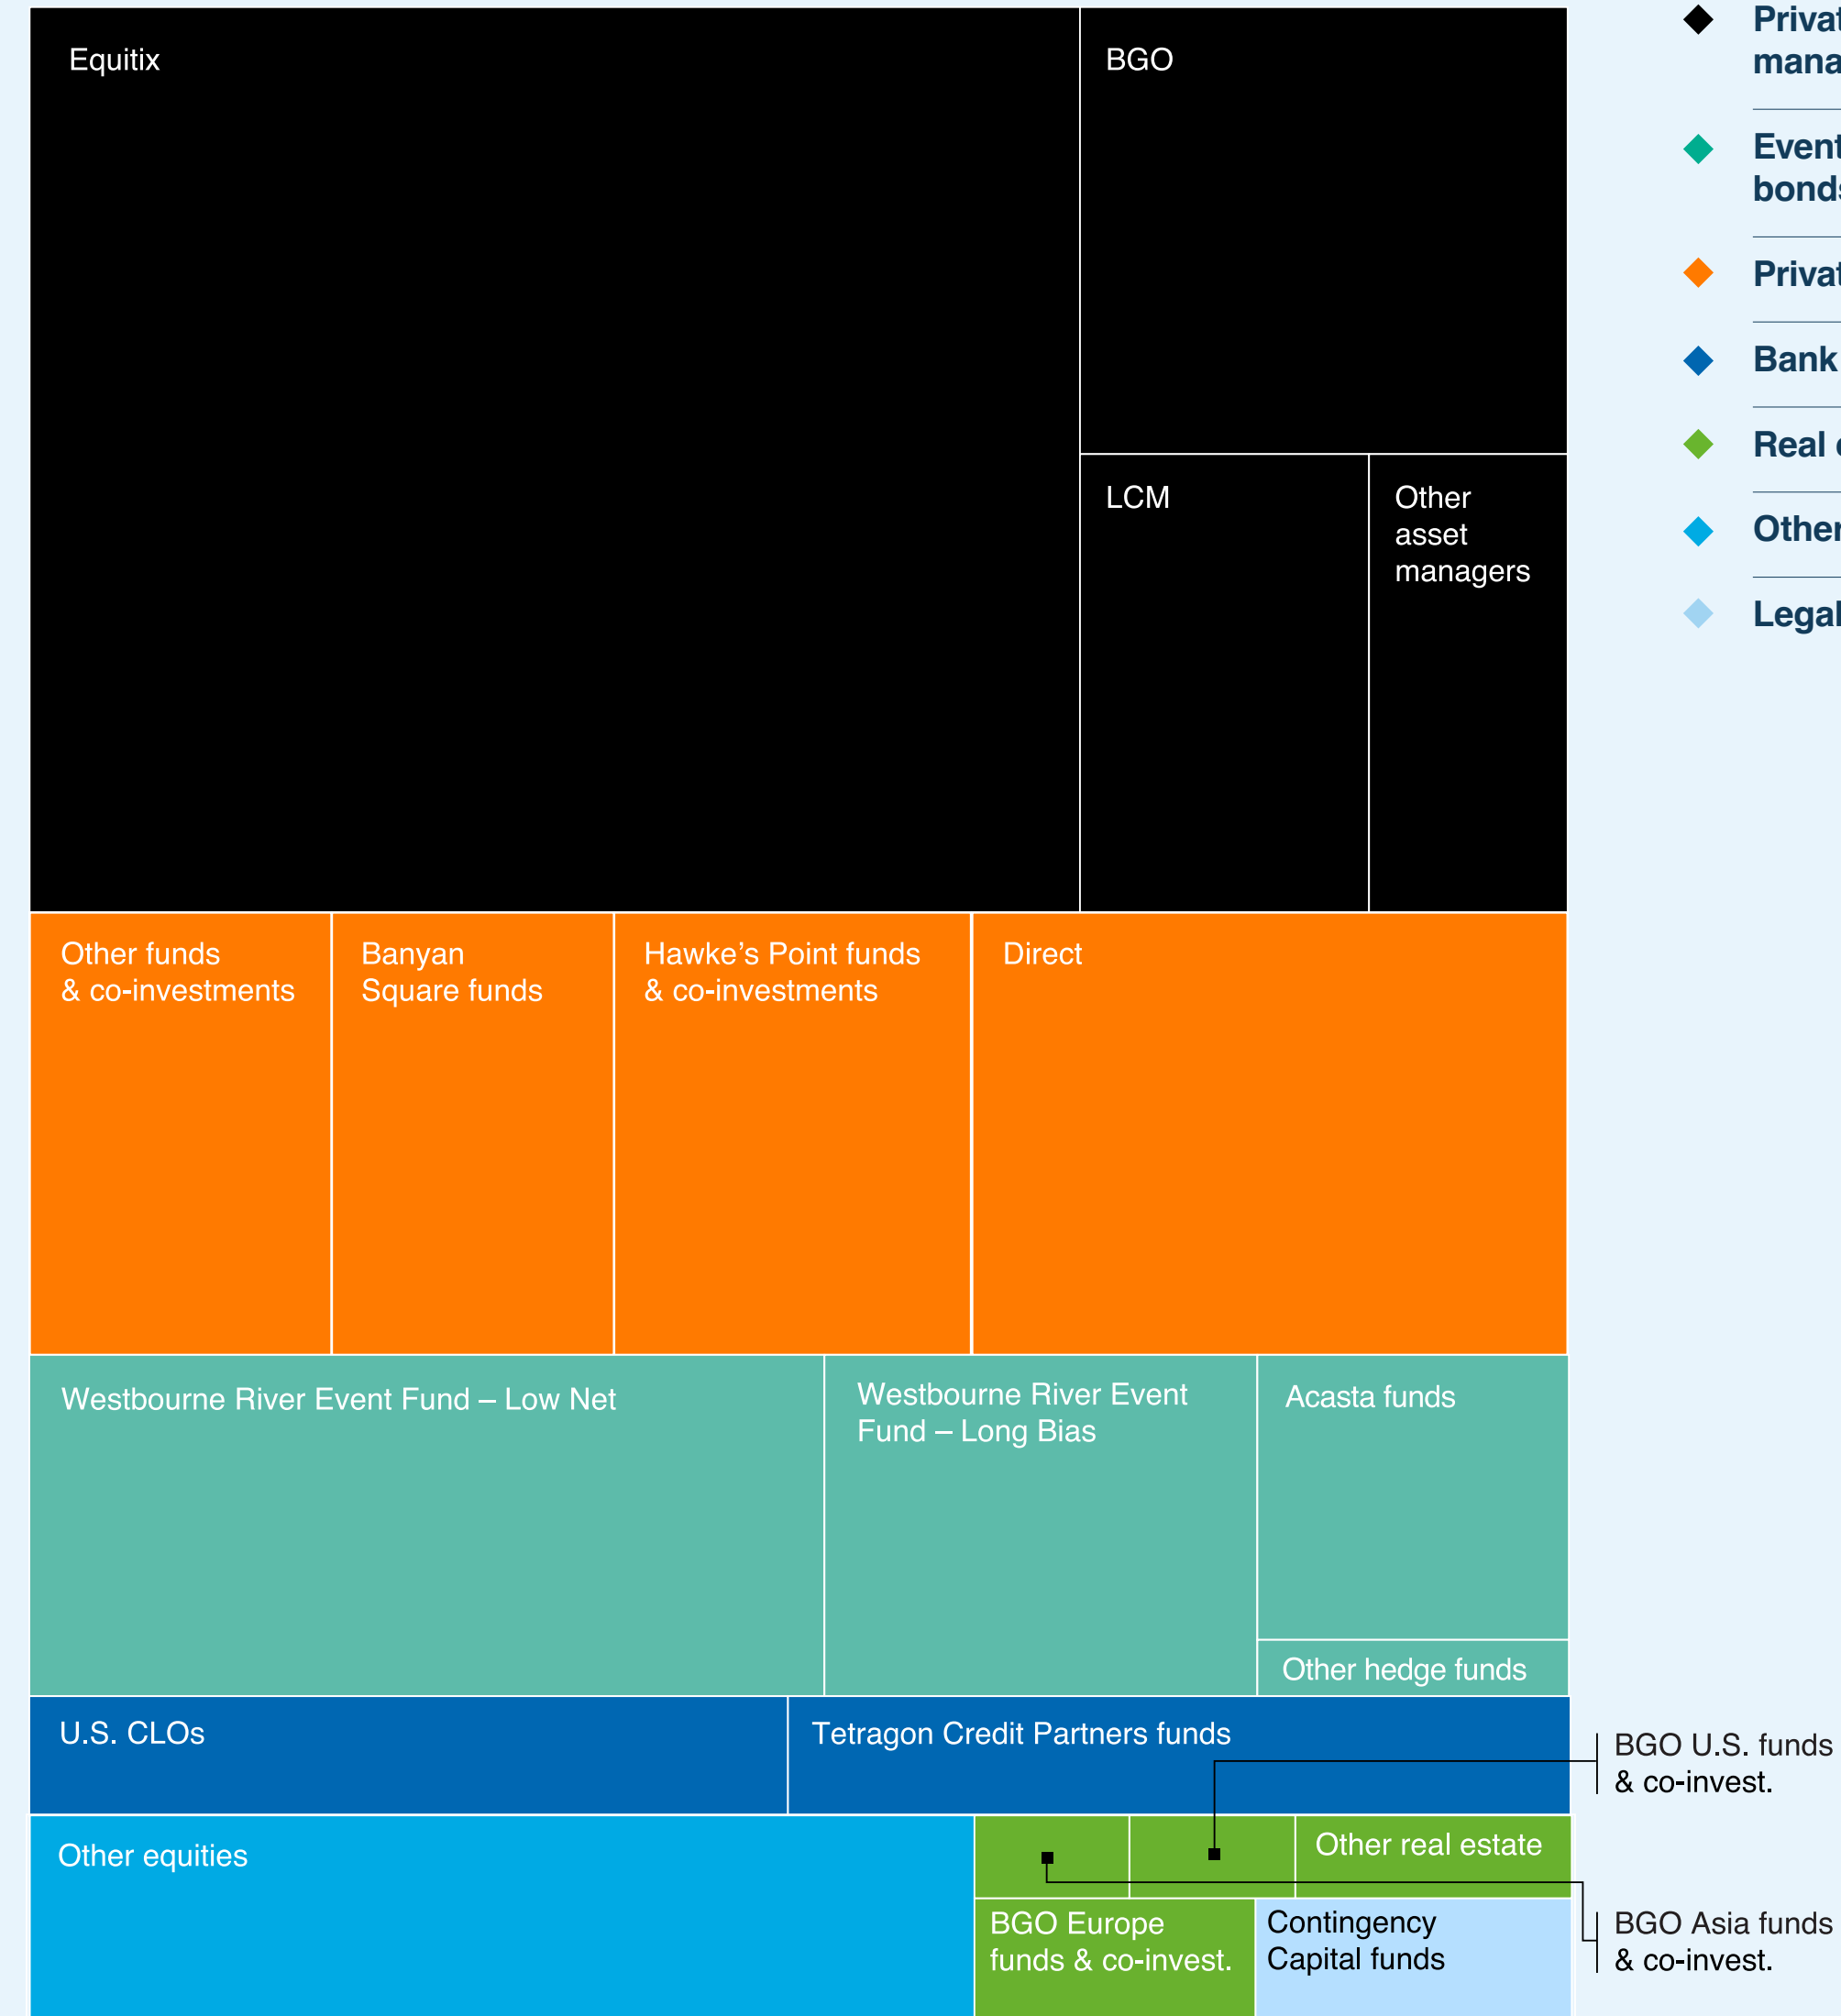 Equitix
BGO
LCM
Other
asset
managers
Other funds
& co-investments
Banyan
Square funds
Hawke’s Point funds
& co-investments
Direct
Westbourne River Event Fund – Low Net
Westbourne River Event
Fund – Long Bias
Acasta funds
Other hedge funds
U.S. CLOs
Tetragon Credit Partners funds
BGO U.S. funds
& co-invest.
Other equities
Other real estate
BGO Europe
funds & co-invest.
Contingency
Capital funds
BGO Asia funds
& co-invest.
Bank
Real
Other